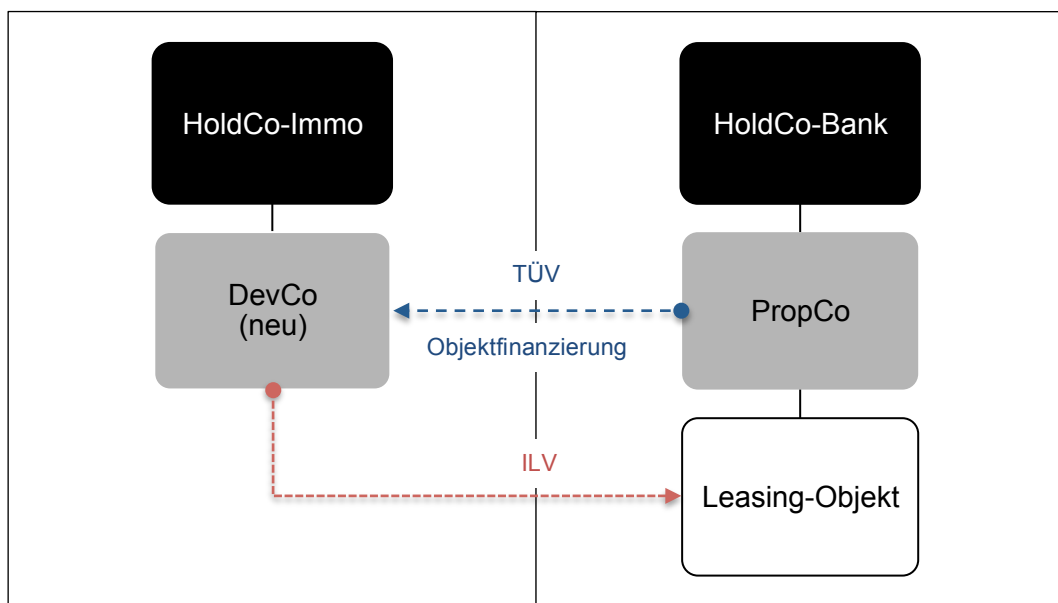 HoldCo-Immo
HoldCo-Bank
DevCo
(neu)
TÜV
Objektfinanzierung
PropCo
ILV
Leasing-Objekt